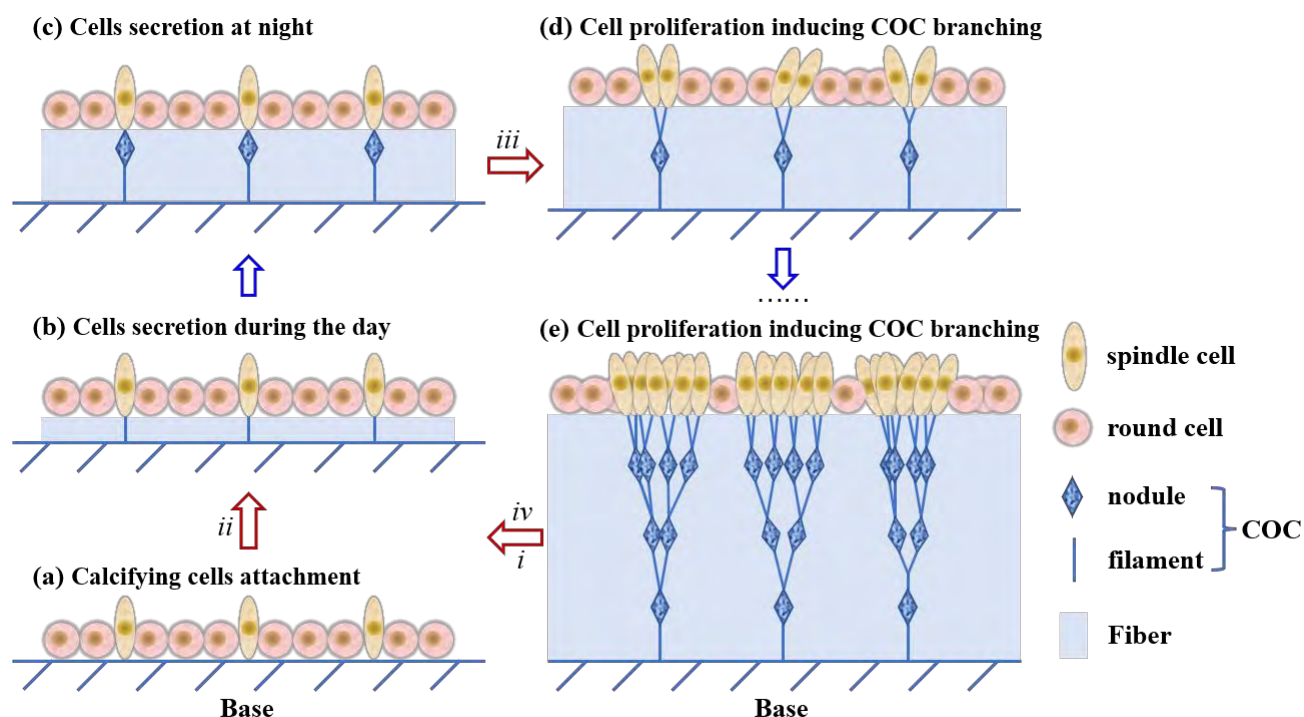 (c) Cells secretion at night
(d) Cell proliferation inducing COC branching
iii
......
(b) Cells secretion during the day
(e) Cell proliferation inducing COC branching
spindle cell
round cell
nodule
filament
COC
Fiber
ii
iv
i
(a) Calcifying cells attachment
Base
Base